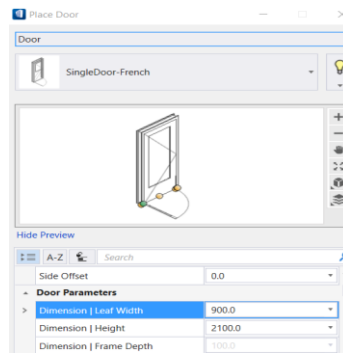 Place Door
Door
SingleDoor-French
Hide Preview
A-Z Search
Side Offset 0.0
Door Parameters
Dimension | Leaf Width 900.0
Dimension | Height 2100.0
Dimension | Frame Depth 100.0